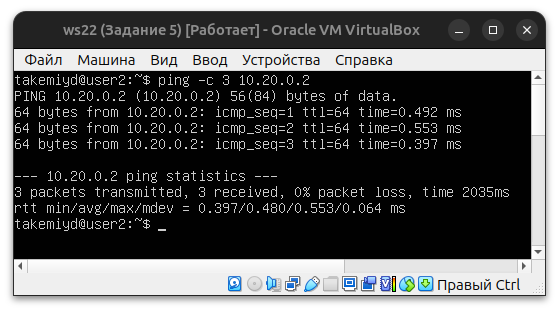 ws22 (Задание 5) [Работает] - Oracle VM VirtualBox
Файл Машина Вид Ввод Устройства Справка
takemiyd@user2:~$ ping -c 3 10.20.0.2
PING 10.20.0.2 (10.20.0.2) 56(84) bytes of data.
64 bytes from 10.20.0.2: icmp_seq=1 ttl=64 time=0.492 ms
64 bytes from 10.20.0.2: icmp_seq=2 ttl=64 time=0.553 ms
64 bytes from 10.20.0.2: icmp_seq=3 ttl=64 time=0.397 ms
--- 10.20.0.2 ping statistics ---
3 packets transmitted, 3 received, 0% packet loss, time 2035ms
rtt min/avg/max/mdev = 0.397/0.480/0.553/0.064 ms
takemiyd@user2:~$ _
Правый Ctrl